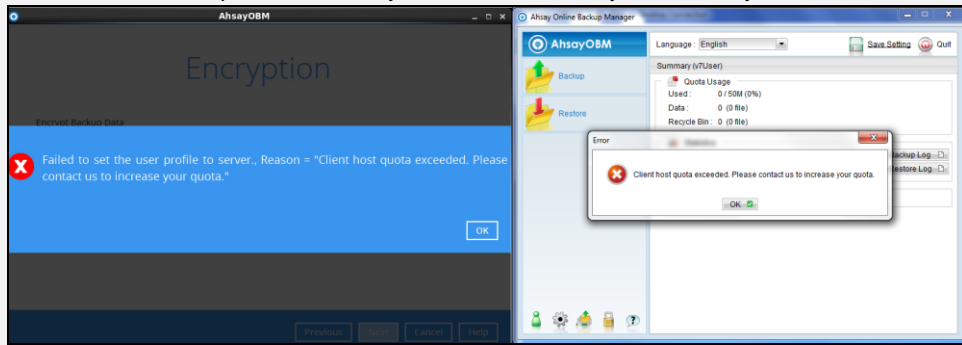 AhsayOBM
Encryption
Encrypt Backup Data
Failed to set the user profile to server., Reason = "Client host quota exceeded. Please
contact us to increase your quota."
OK
Previous Next Cancel Help
Ahsay Online Backup Manager
AhsayOBM
Backup
Restore
Language : English
Save Setting
Quit
Summary (v7User)
Quota Usage
Used : 0 / 50M (0%)
Data : 0 (0 file)
Recycle Bin : 0 (0 file)
Backup Log
Restore Log
Error
Client host quota exceeded. Please contact us to increase your quota.
OK